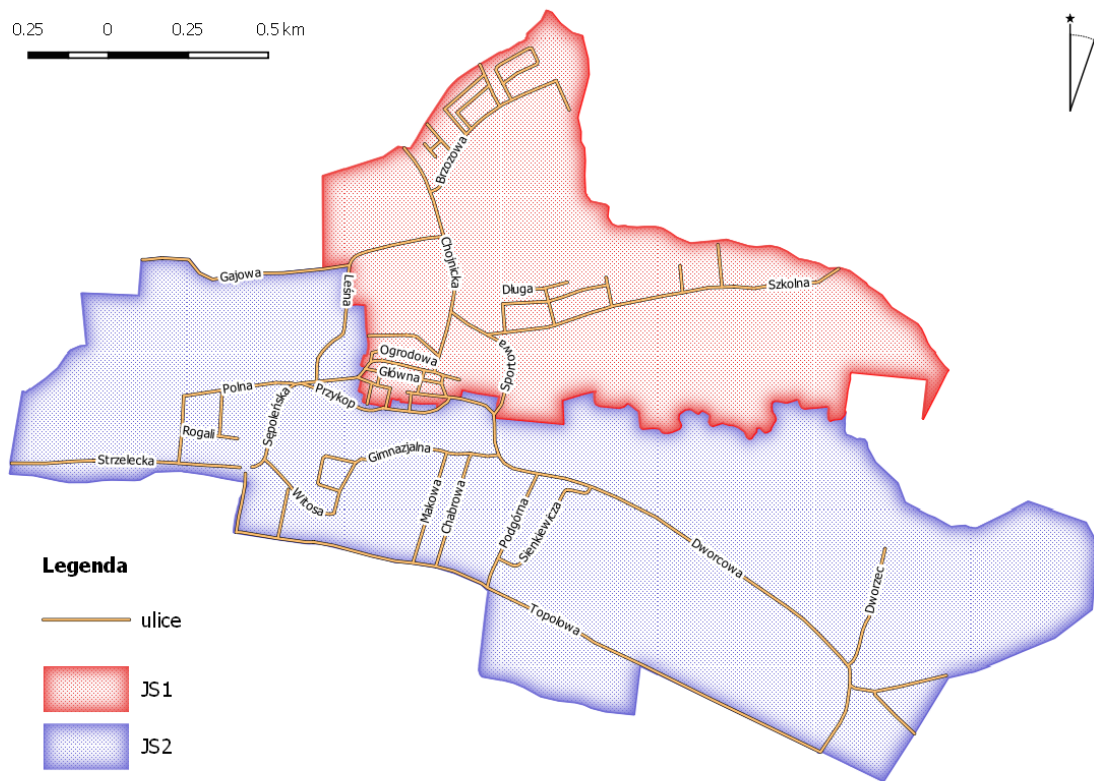 0.25 0 0.25 0.5 km
Brzozowa
Chojnicka
Gajowa
Leśna
Długa
Szkolna
Sportowa
Ogrodowa
Główna
Polna
Przykop
Sępoleńska
Rogali
Strzelecka
Gimnazjalna
Witosa
Makowa
Chabrowa
Podgórna
Sienkiewicza
Dworcowa
Dworzec
Topolowa
Legenda
ulice
JS1
JS2